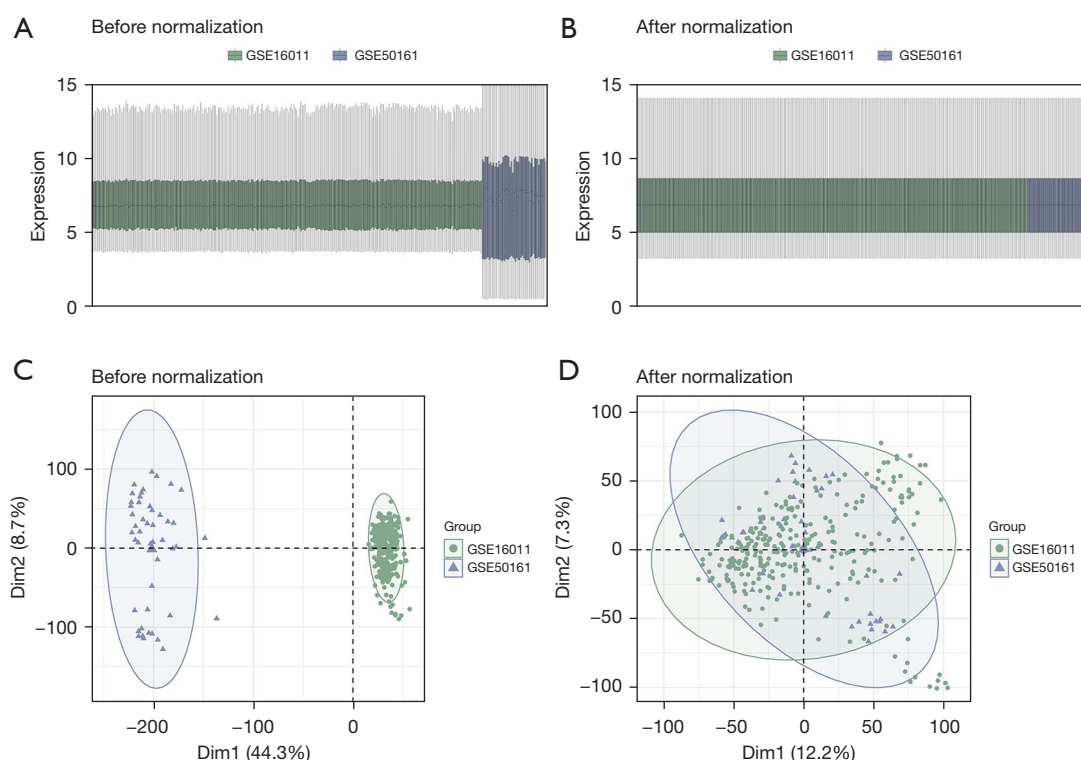 A
Before normalization
GSE16011 GSE50161
15
10
5
0
Expression
B
After normalization
GSE16011 GSE50161
15
10
5
0
Expression
C
Before normalization
100
0
−100
Dim2 (8.7%)
−200 −100 0
Dim1 (44.3%)
Group
GSE16011
GSE50161
D
After normalization
100
50
0
−50
−100
Dim2 (7.3%)
−100 −50 0 50 100
Dim1 (12.2%)
Group
GSE16011
GSE50161